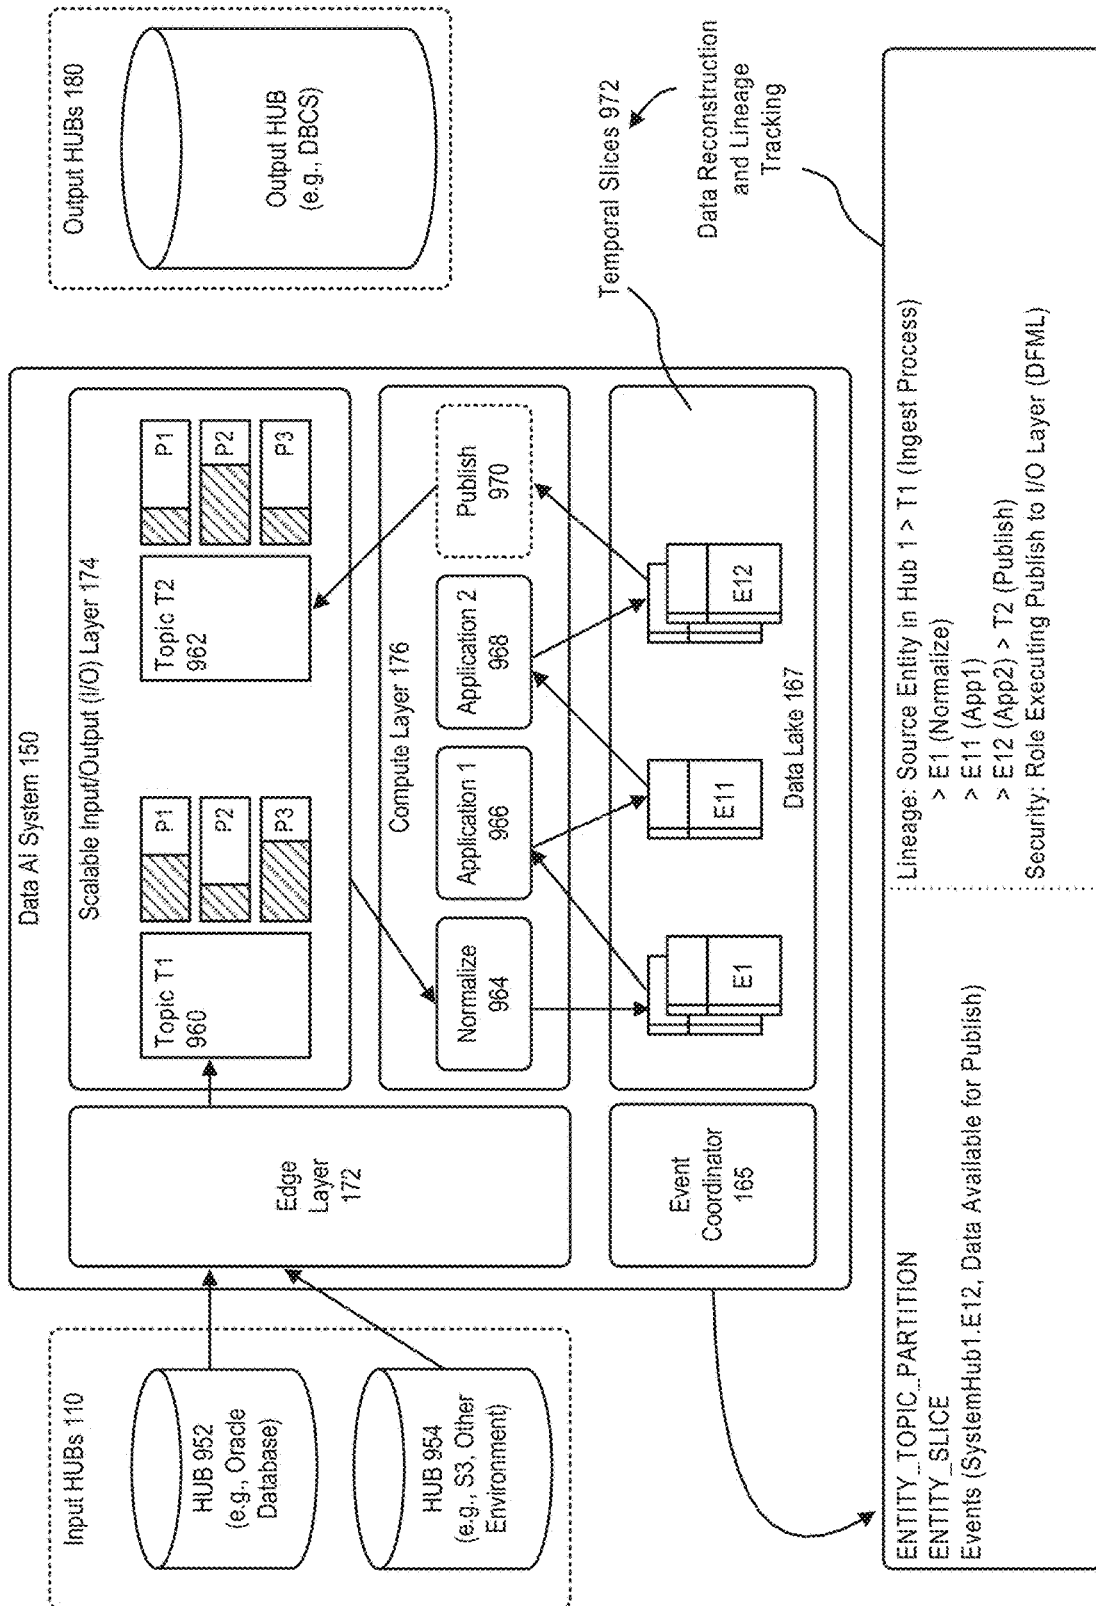 Input HUBs 110
HUB 952
(e.g., Oracle
Database)
HUB 954
(e.g., S3, Other
Environment)
Data AI System 150
Edge
Layer
172
Scalable Input/Output (I/O) Layer 174
Topic T1
960
P1
P2
P3
Topic T2
962
P1
P2
P3
Compute Layer 176
Normalize
964
Application 1
966
Application 2
968
Publish
970
Event
Coordinator
165
E1
E11
E12
Data Lake 167
Output HUBs 180
Output HUB
(e.g., DBCS)
Temporal Slices 972
Data Reconstruction
and Lineage
Tracking
ENTITY_TOPIC_PARTITION
ENTITY_SLICE
Events (SystemHub1.E12, Data Available for Publish)
Lineage: Source Entity in Hub 1 > T1 (Ingest Process)
> E1 (Normalize)
> E11 (App1)
> E12 (App2) > T2 (Publish)
Security: Role Executing Publish to I/O Layer (DFML)